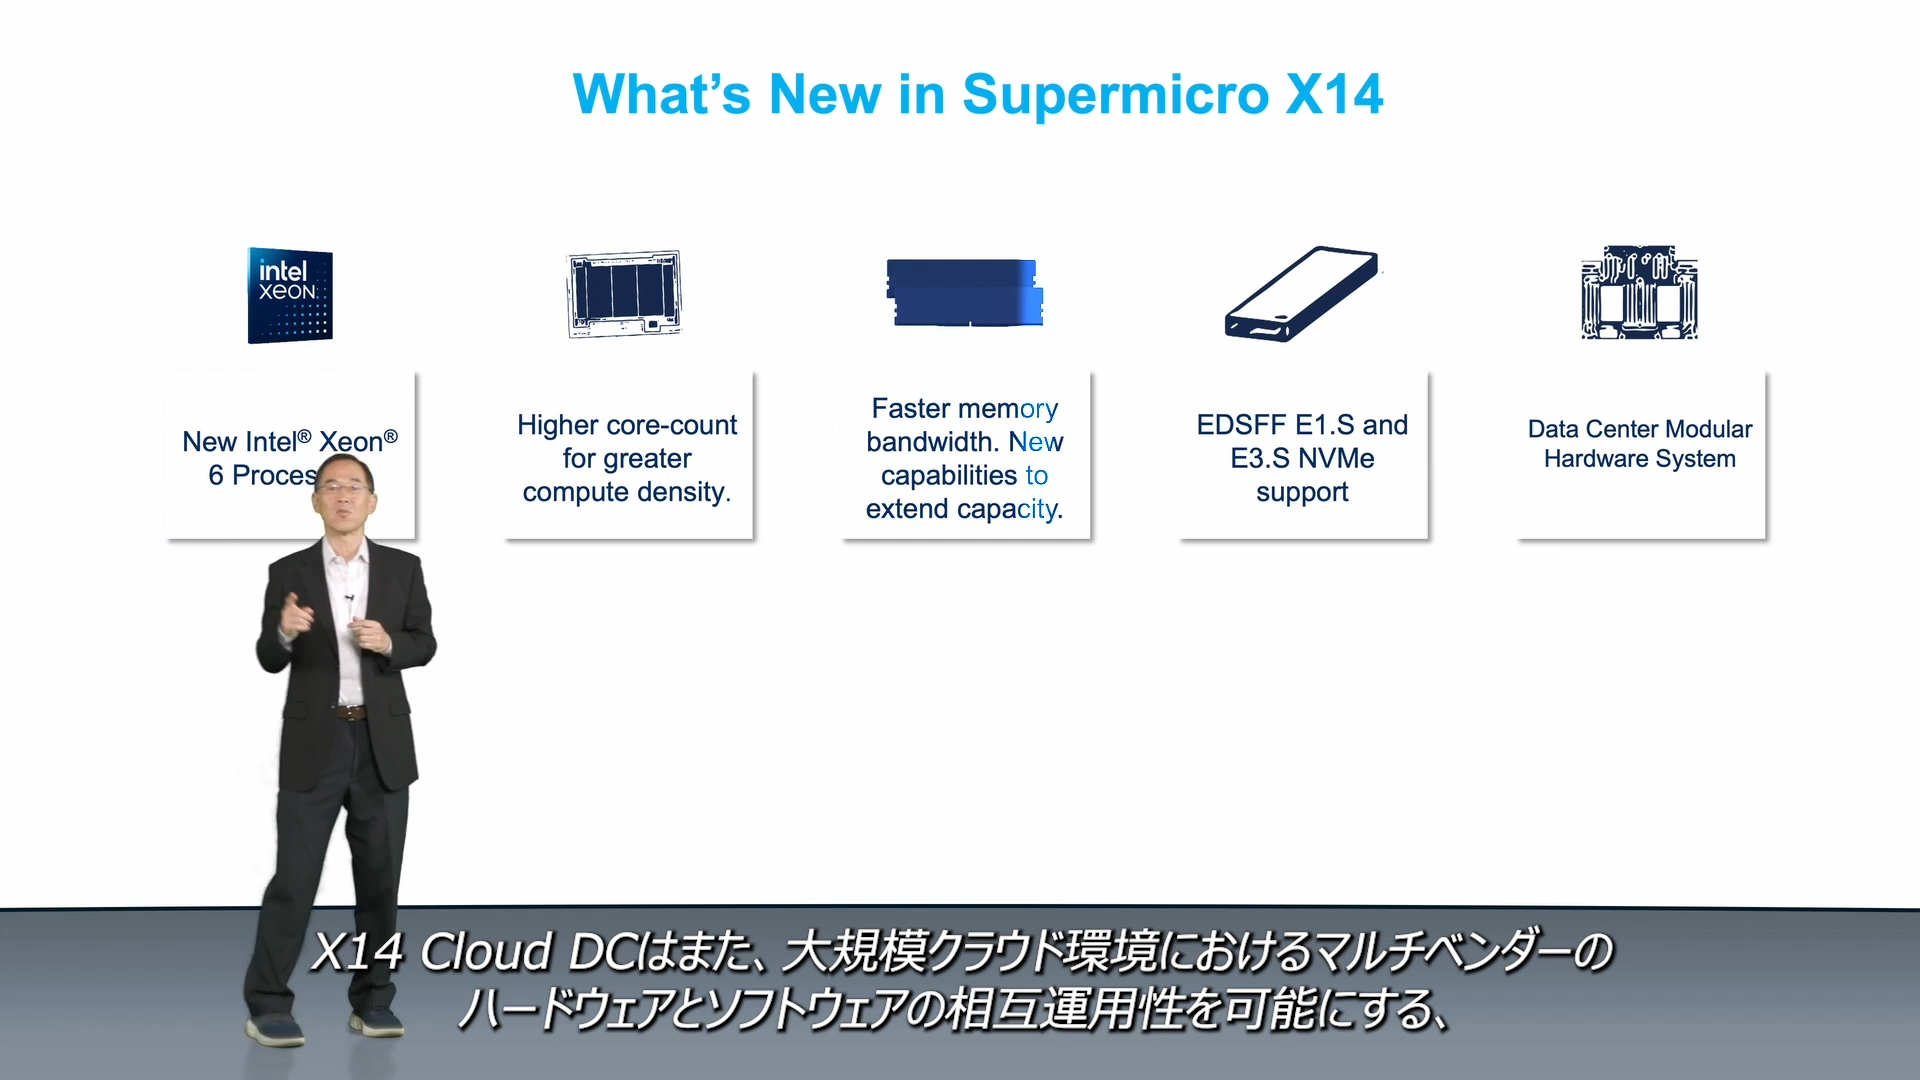 What's New in Supermicro X14
intel
xeon
New Intel® Xeon®
6
Higher core-count
for greater
compute density.
Faster memory
bandwidth. New
capabilities to
extend capacity.
EDSFF E1.S and
E3.S NVMe
support
Data Center Modular
Hardware System
X14 Cloud DCはまた、大規模クラウド環境におけるマルチベンダーの
ハードウェアとソフトウェアの相互運用性を可能にする、